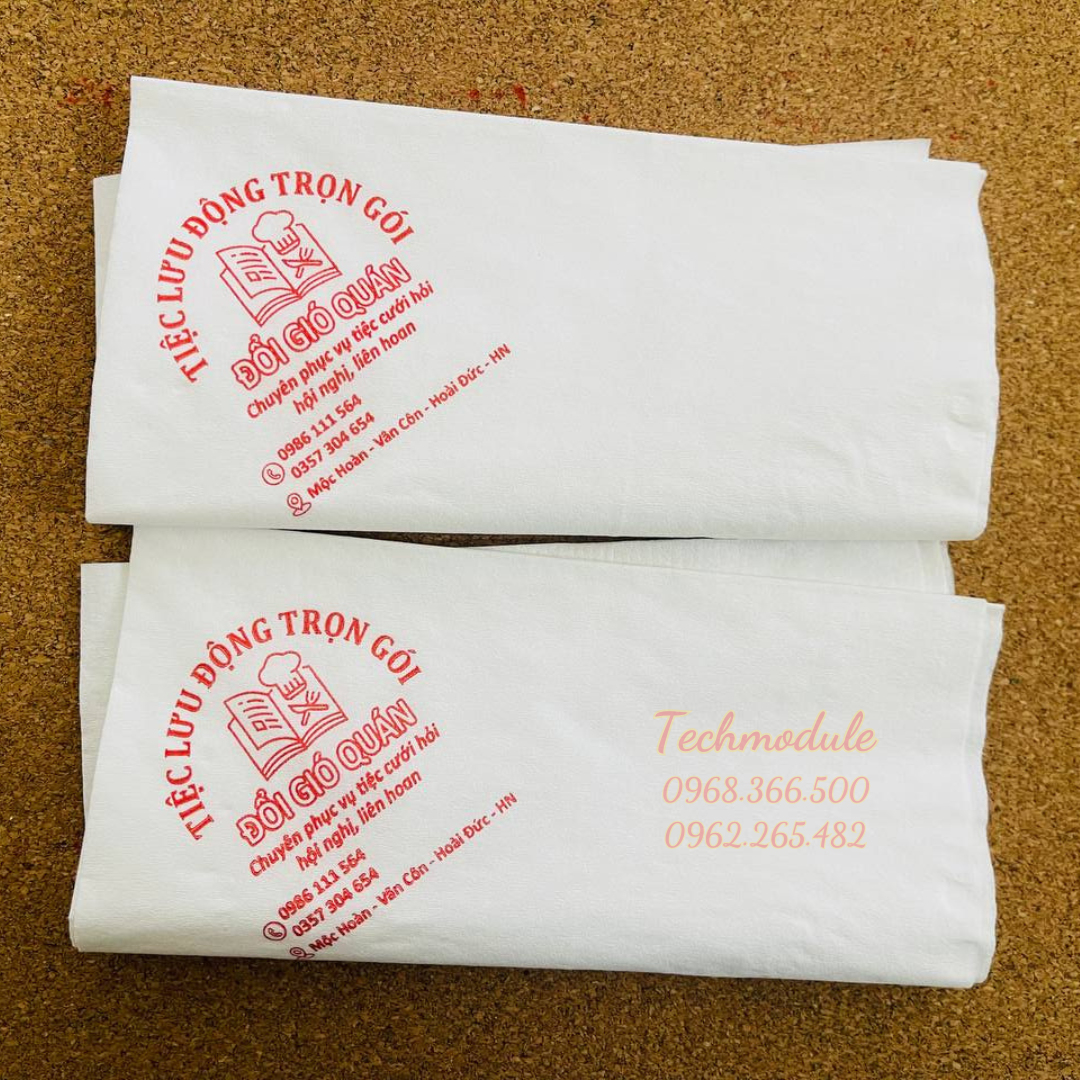 TIỆC LƯU ĐỘNG TRỌN GÓI
ĐỒI GIÓ QUÁN
Chuyên phục vụ tiệc cưới hỏi
hội nghị, liên hoan
0986 111 564
0357 304 654
Mộc Hoàn - Vân Côn - Hoài Đức - HN
TIỆC LƯU ĐỘNG TRỌN GÓI
ĐỒI GIÓ QUÁN
Chuyên phục vụ tiệc cưới hỏi
hội nghị, liên hoan
0986 111 564
0357 304 654
Mộc Hoàn - Vân Côn - Hoài Đức - HN
Techmodule
0968.366.500
0962.265.482